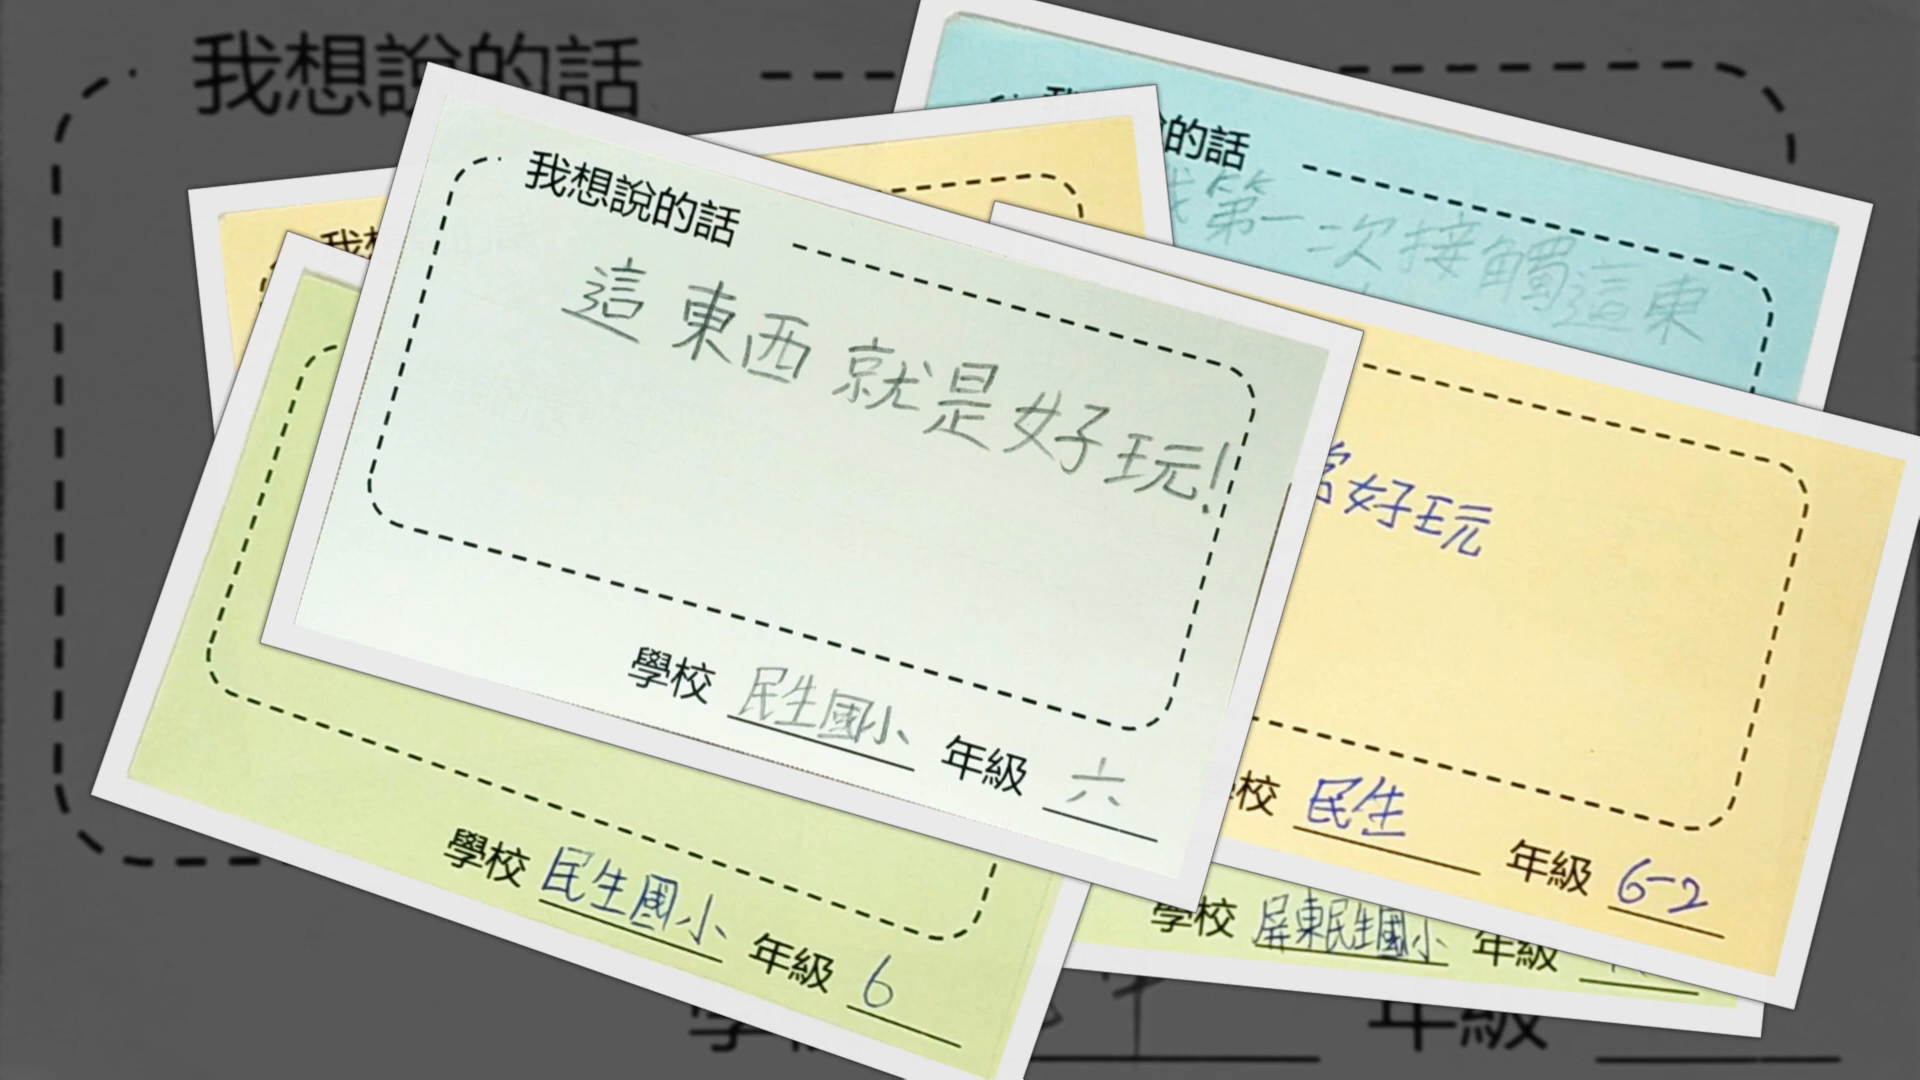 我想說的話
的話
我第一次接觸這東
我想說的話
這東西就是好玩!
學校 民生國小 年級 六
常好玩
校 民生 年級 6-2
學校 民生國小 年級 6
學校 屏東民生國小 年級
年級